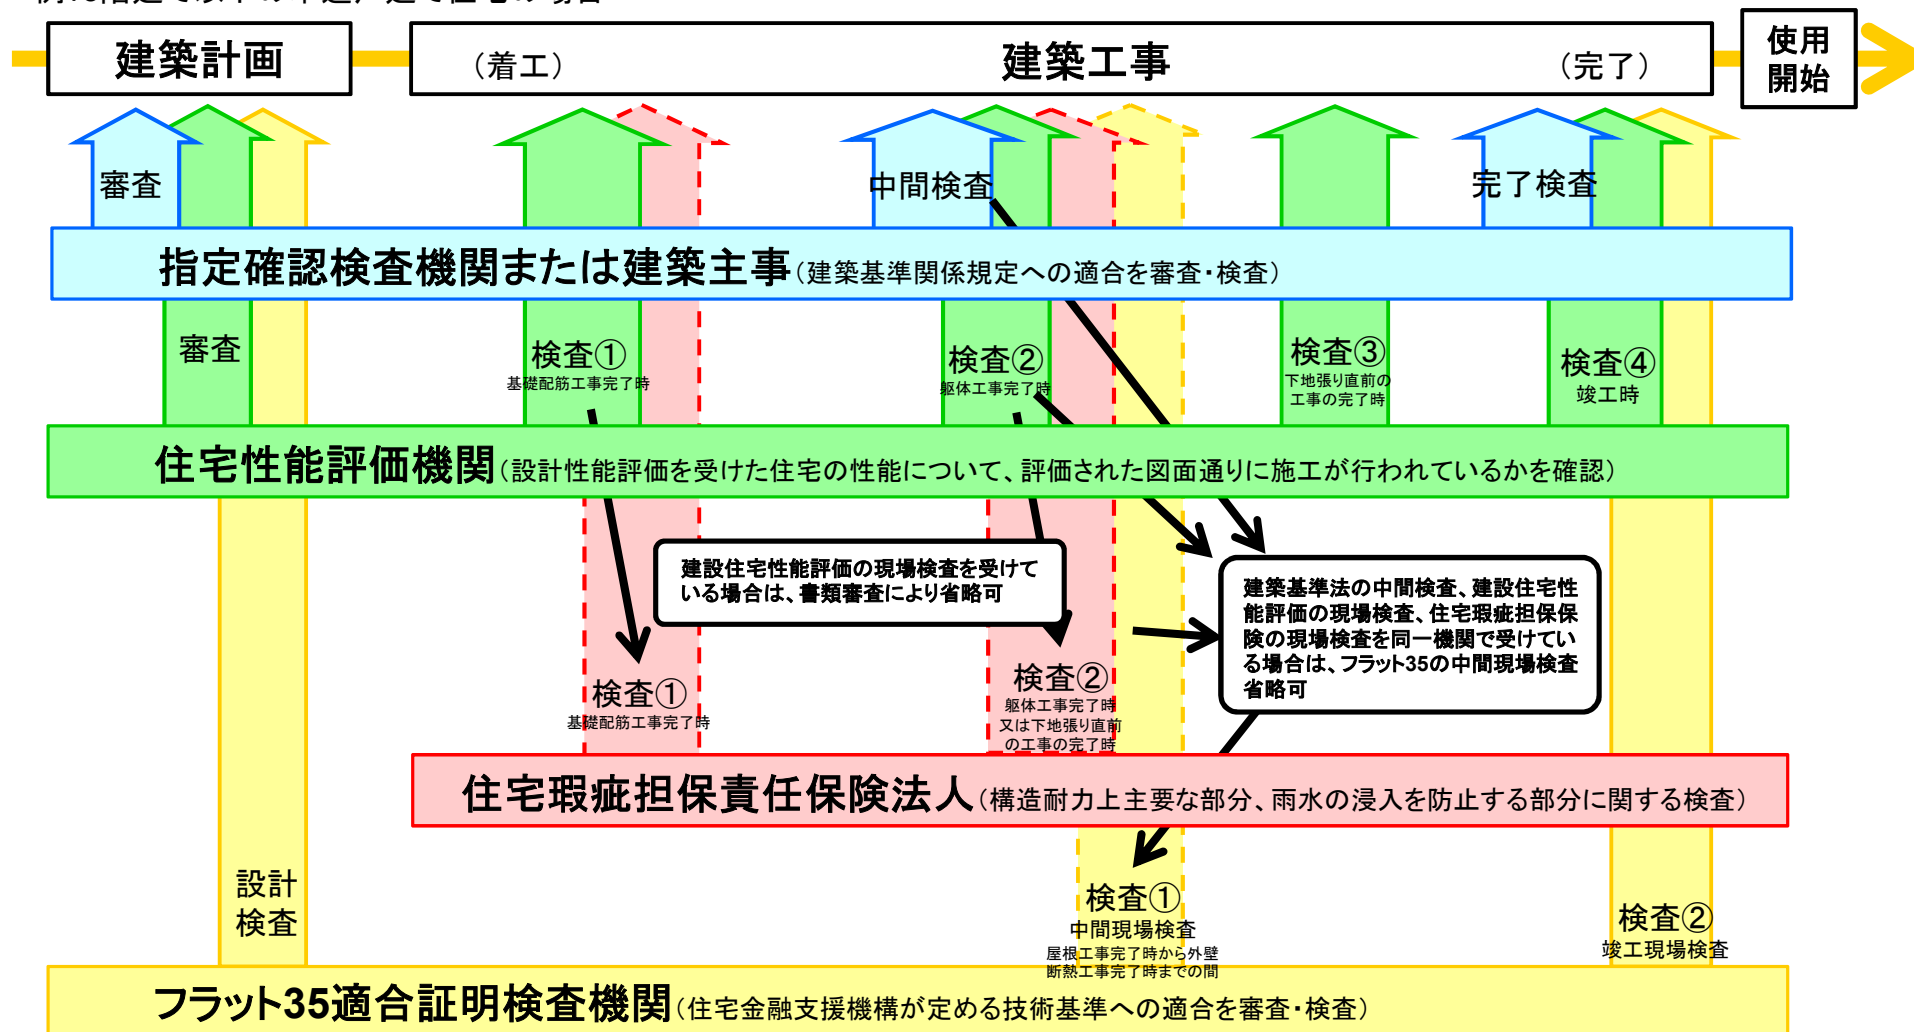 建築計画
(着工)
建築工事
(完了)
使用
開始
審査
中間検査
完了検査
指定確認検査機関または建築主事(建築基準関係規定への適合を審査・検査)
審査
検査①
基礎配筋工事完了時
検査②
躯体工事完了時
検査③
下地張り直前の
工事の完了時
検査④
竣工時
住宅性能評価機関(設計性能評価を受けた住宅の性能について、評価された図面通りに施工が行われているかを確認)
建設住宅性能評価の現場検査を受けて
いる場合は、書類審査により省略可
建築基準法の中間検査、建設住宅性
能評価の現場検査、住宅瑕疵担保保
険の現場検査を同一機関で受けてい
る場合は、フラット35の中間現場検査
省略可
検査①
基礎配筋工事完了時
検査②
躯体工事完了時
又は下地張り直前
の工事の完了時
住宅瑕疵担保責任保険法人(構造耐力上主要な部分、雨水の浸入を防止する部分に関する検査)
設計
検査
検査①
中間現場検査
屋根工事完了時から外壁
断熱工事完了時までの間
検査②
竣工現場検査
フラット35適合証明検査機関(住宅金融支援機構が定める技術基準への適合を審査・検査)